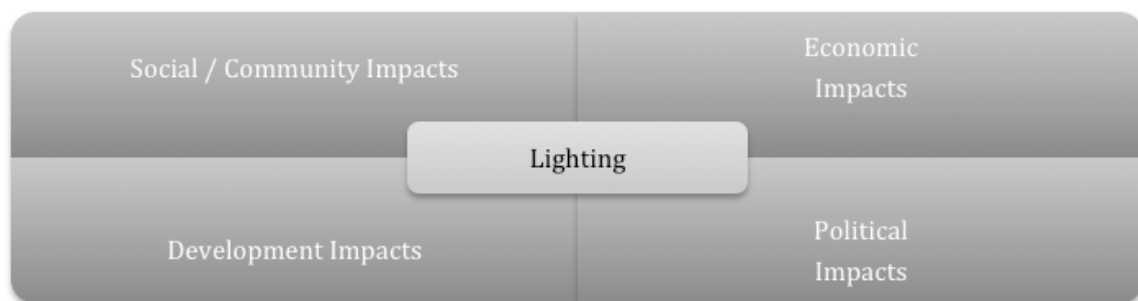 Social / Community Impacts
Economic
Impacts
Lighting
Development Impacts
Political
Impacts